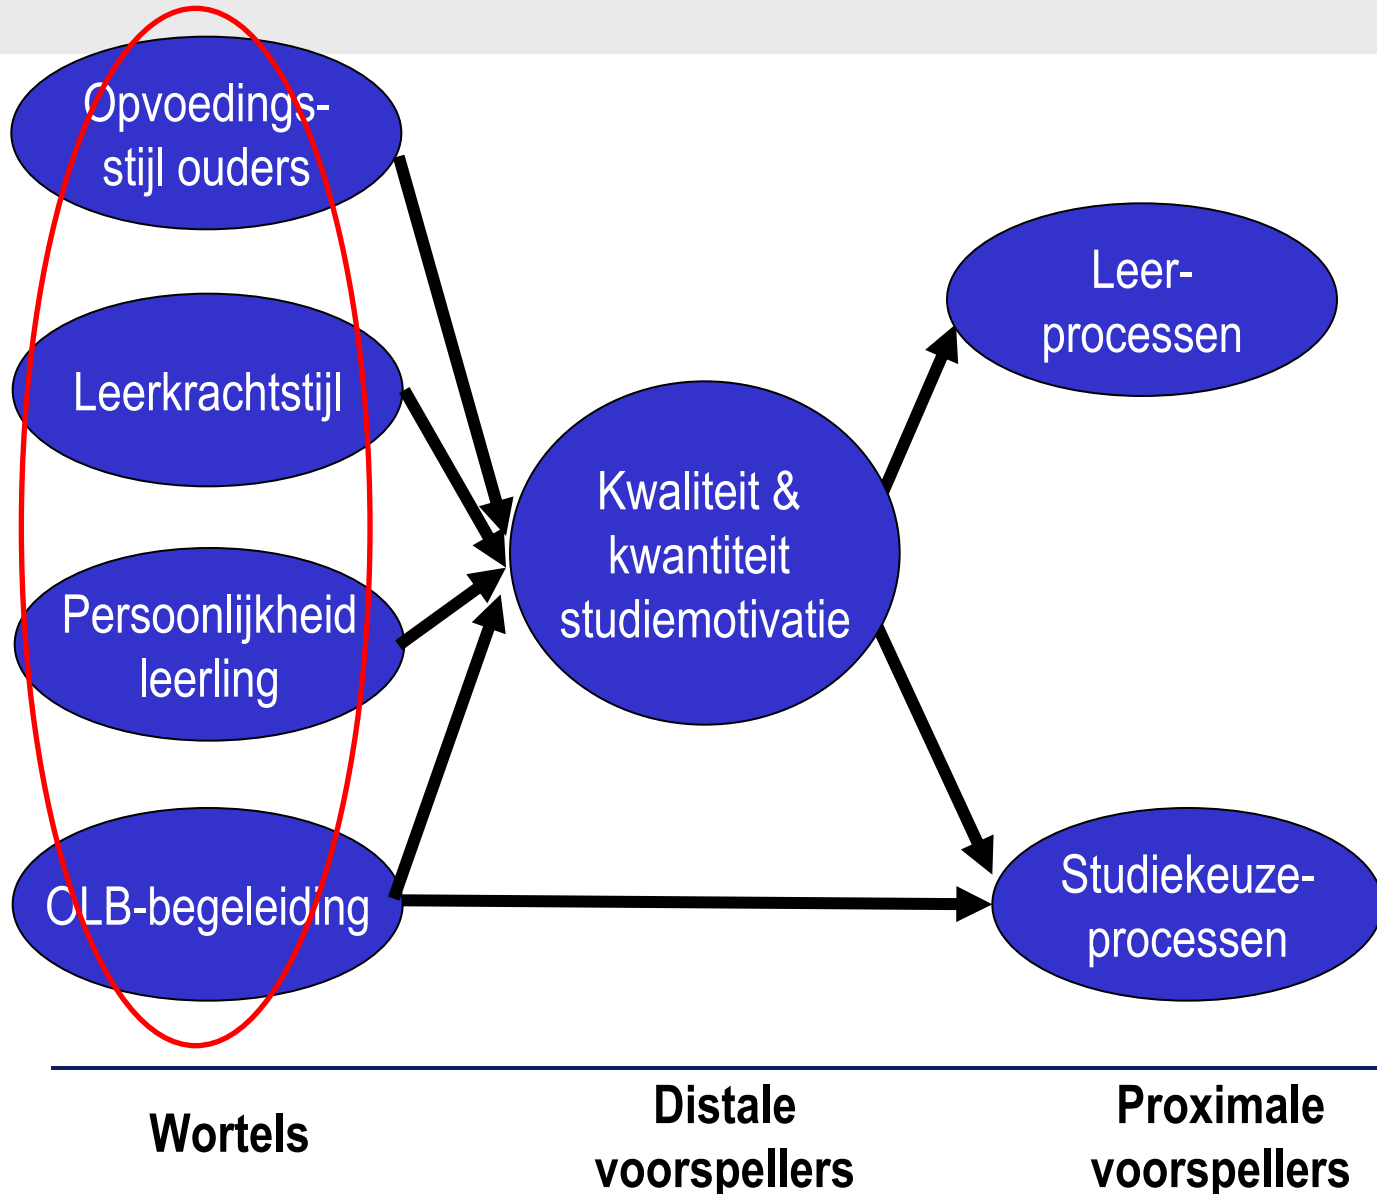 Opvoedings-
stijl ouders
Leerkrachtstijl
Persoonlijkheid
leerling
OLB-begeleiding
Kwaliteit &
kwantiteit
studiemotivatie
Leer-
processen
Studiekeuze-
processen
Wortels
Distale
voorspellers
Proximale
voorspellers